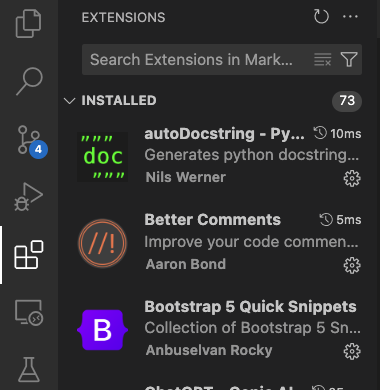 EXTENSIONS
Search Extensions in Mark...
INSTALLED 73
autoDocstring - Py... 10ms
Generates python docstring...
Nils Werner
""" doc """
Better Comments 5ms
Improve your code commen...
Aaron Bond
//!
Bootstrap 5 Quick Snippets
Collection of Bootstrap 5 Sn...
Anbuselvan Rocky
B
4